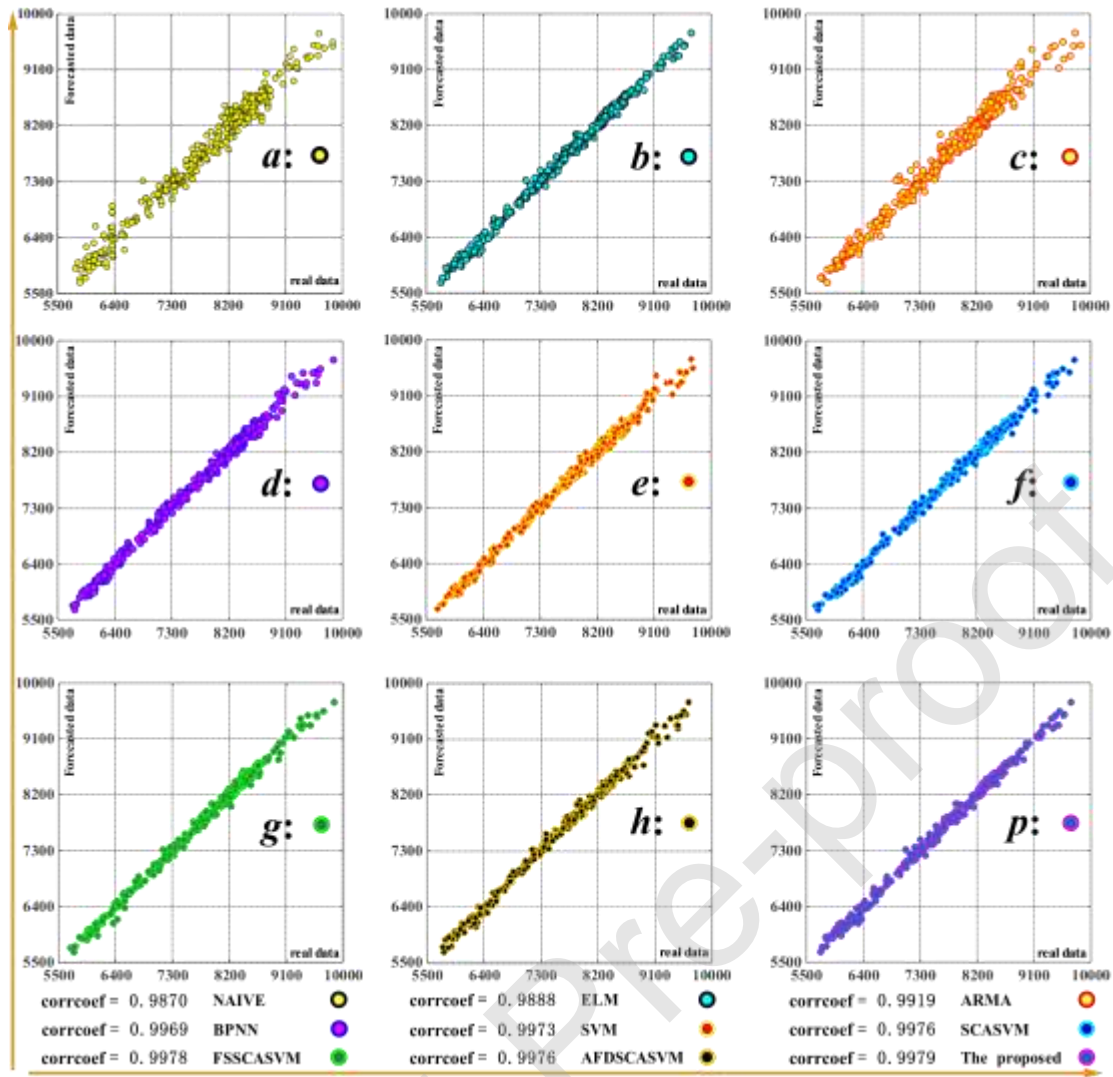 10000 10000 10000
Forecasted data Forecasted data Forecasted data
9100 9100 9100
8200 8200 8200
a: b: c:
7300 7300 7300
6400 6400 6400
real data real data real data
5500 5500 5500
5500 6400 7300 8200 9100 10000 5500 6400 7300 8200 9100 10000 5500 6400 7300 8200 9100 10000
10000 10000 10000
Forecasted data Forecasted data Forecasted data
9100 9100 9100
8200 8200 8200
d: e: f:
7300 7300 7300
6400 6400 6400
real data real data real data
5500 5500 5500
5500 6400 7300 8200 9100 10000 5500 6400 7300 8200 9100 10000 5500 6400 7300 8200 9100 10000
10000 10000 10000
Forecasted data Forecasted data Forecasted data
9100 9100 9100
8200 8200 8200
g: h: p:
7300 7300 7300
6400 6400 6400
real data real data real data
5500 5500 5500
5500 6400 7300 8200 9100 10000 5500 6400 7300 8200 9100 10000 5500 6400 7300 8200 9100 10000
corrcoef = 0.9870 NAIVE corrcoef = 0.9888 ELM corrcoef = 0.9919 ARMA
corrcoef = 0.9969 BPNN corrcoef = 0.9973 SVM corrcoef = 0.9976 SCASVM
corrcoef = 0.9978 FSSCASVM corrcoef = 0.9976 AFDSCASVM corrcoef = 0.9979 The proposed
Pre-proof